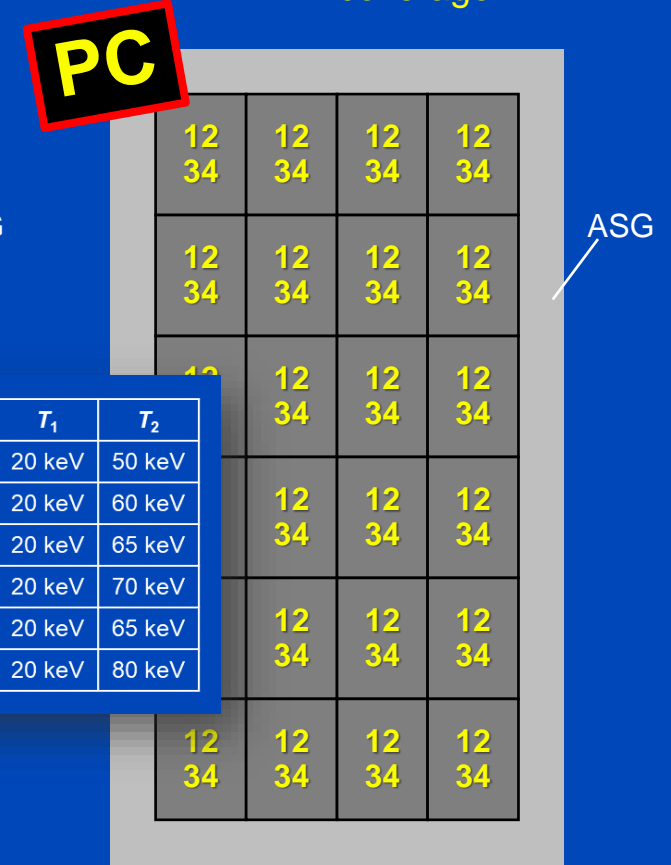 PC
12 12 12 12
34 34 34 34
ASG
12 12 12 12
34 34 34 34
12 12 12
34 34 34
T₁ T₂
20 keV 50 keV
20 keV 60 keV
20 keV 65 keV
20 keV 70 keV
20 keV 65 keV
20 keV 80 keV
12 12 12
34 34 34
12 12 12
34 34 34
12 12 12 12
34 34 34 34